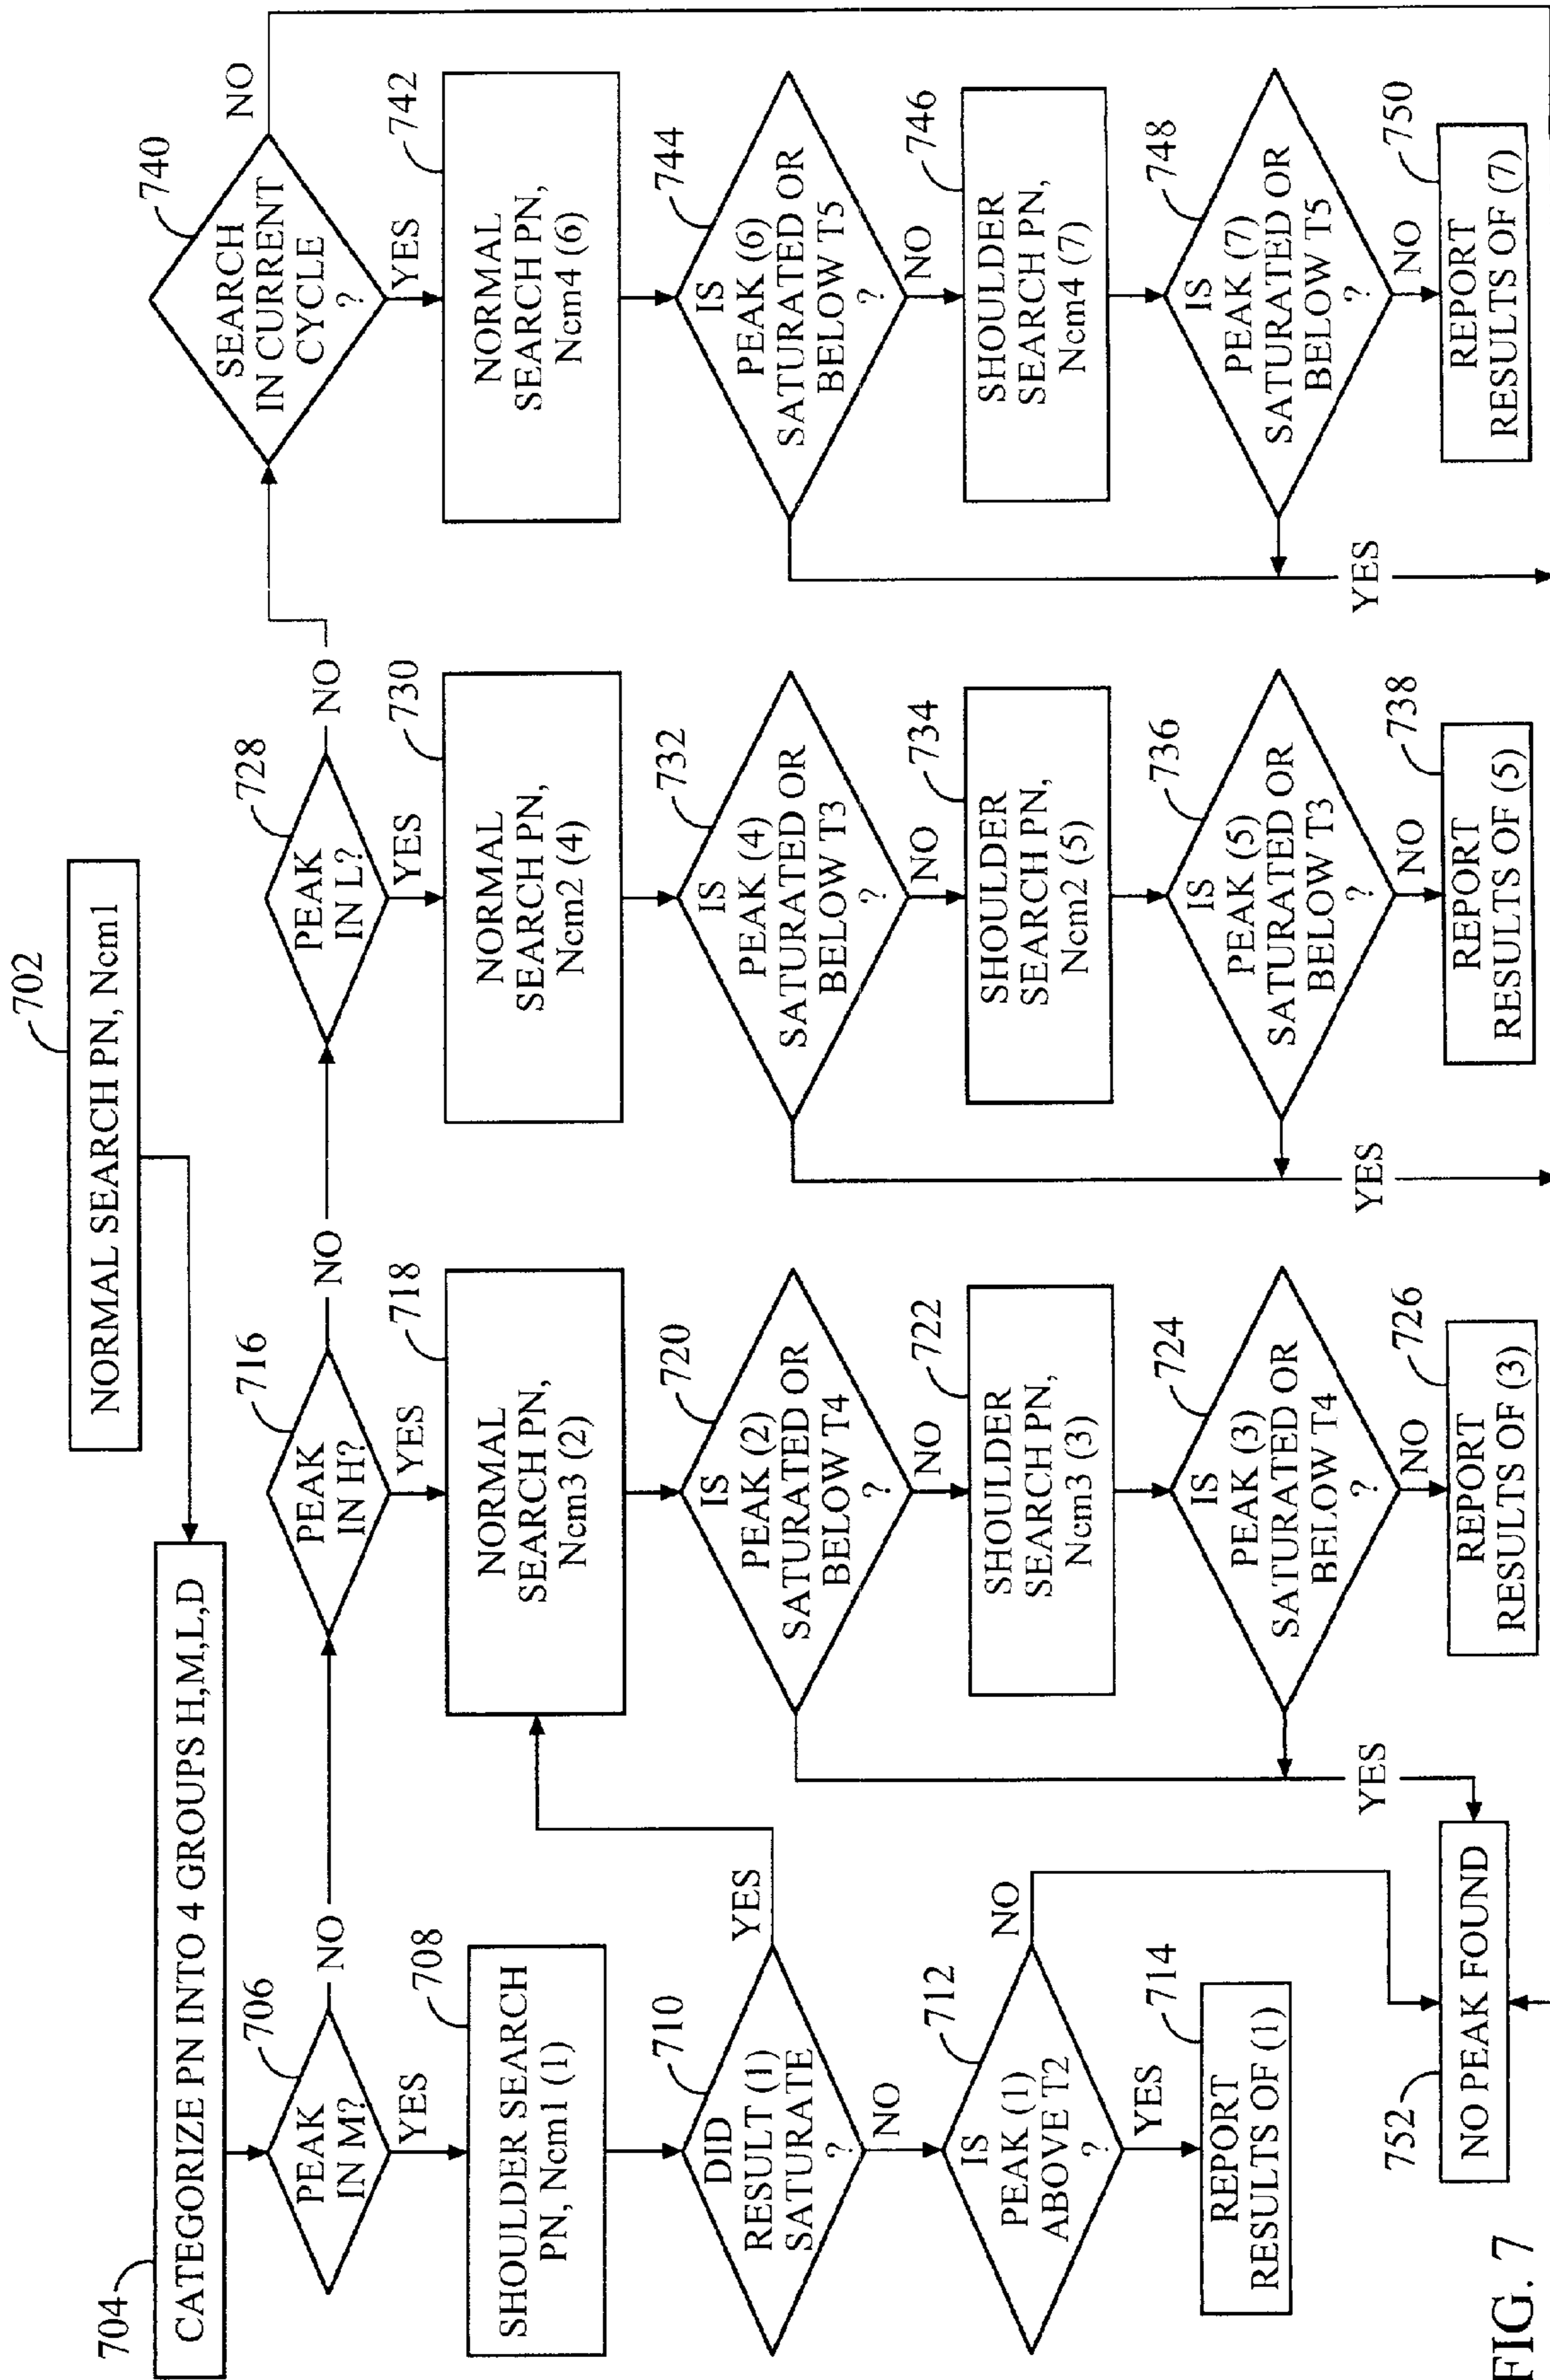 702
NORMAL SEARCH PN, Ncm1
704
CATEGORIZE PN INTO 4 GROUPS H,M,L,D
706
PEAK
IN M?
NO
YES
708
SHOULDER SEARCH
PN, Ncm1 (1)
710
DID
RESULT (1)
SATURATE
?
YES
NO
712
IS
PEAK (1)
ABOVE T2
?
NO
YES
714
REPORT
RESULTS OF (1)
716
PEAK
IN H?
NO
YES
718
NORMAL
SEARCH PN,
Ncm3 (2)
720
IS
PEAK (2)
SATURATED OR
BELOW T4
?
NO
722
SHOULDER
SEARCH PN,
Ncm3 (3)
724
IS
PEAK (3)
SATURATED OR
BELOW T4
?
YES
NO
726
REPORT
RESULTS OF (3)
728
PEAK
IN L?
NO
YES
730
NORMAL
SEARCH PN,
Ncm2 (4)
732
IS
PEAK (4)
SATURATED OR
BELOW T3
?
NO
734
SHOULDER
SEARCH PN,
Ncm2 (5)
736
IS
PEAK (5)
SATURATED OR
BELOW T3
?
YES
NO
738
REPORT
RESULTS OF (5)
740
SEARCH
IN CURRENT
CYCLE
?
NO
YES
742
NORMAL
SEARCH PN,
Ncm4 (6)
744
IS
PEAK (6)
SATURATED OR
BELOW T5
?
NO
746
SHOULDER
SEARCH PN,
Ncm4 (7)
748
IS
PEAK (7)
SATURATED OR
BELOW T5
?
YES
NO
750
REPORT
RESULTS OF (7)
752
NO PEAK FOUND
FIG. 7